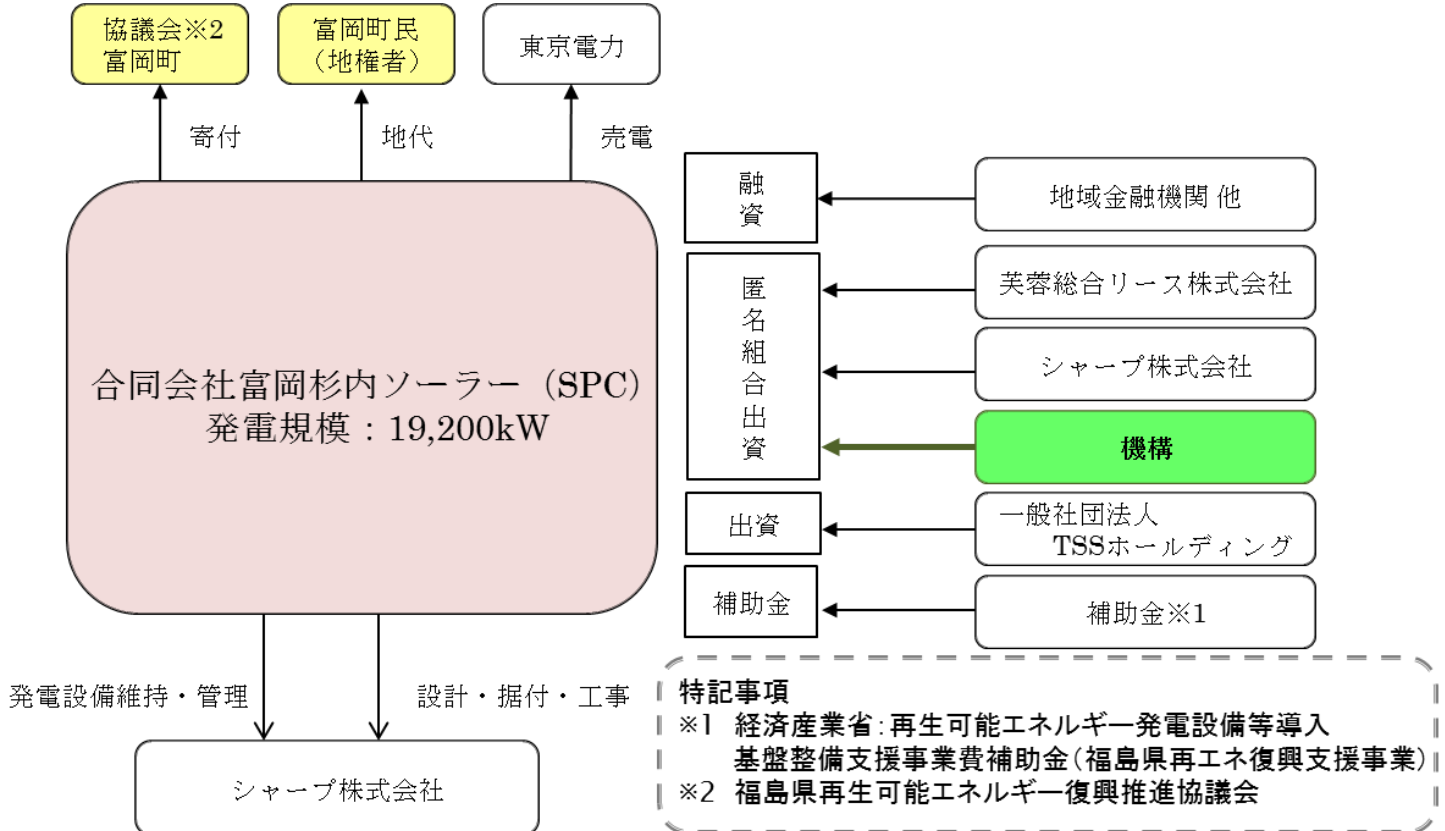 協議会※2
富岡町
富岡町民
（地権者）
東京電力
寄付
地代
売電
合同会社富岡杉内ソーラー（SPC）
発電規模：19,200kW
融資
地域金融機関 他
匿名組合出資
芙蓉総合リース株式会社
シャープ株式会社
機構
出資
一般社団法人
TSSホールディング
補助金
補助金※1
発電設備維持・管理
設計・据付・工事
シャープ株式会社
特記事項
※1 経済産業省：再生可能エネルギー発電設備等導入
基盤整備支援事業費補助金（福島県再エネ復興支援事業）
※2 福島県再生可能エネルギー復興推進協議会